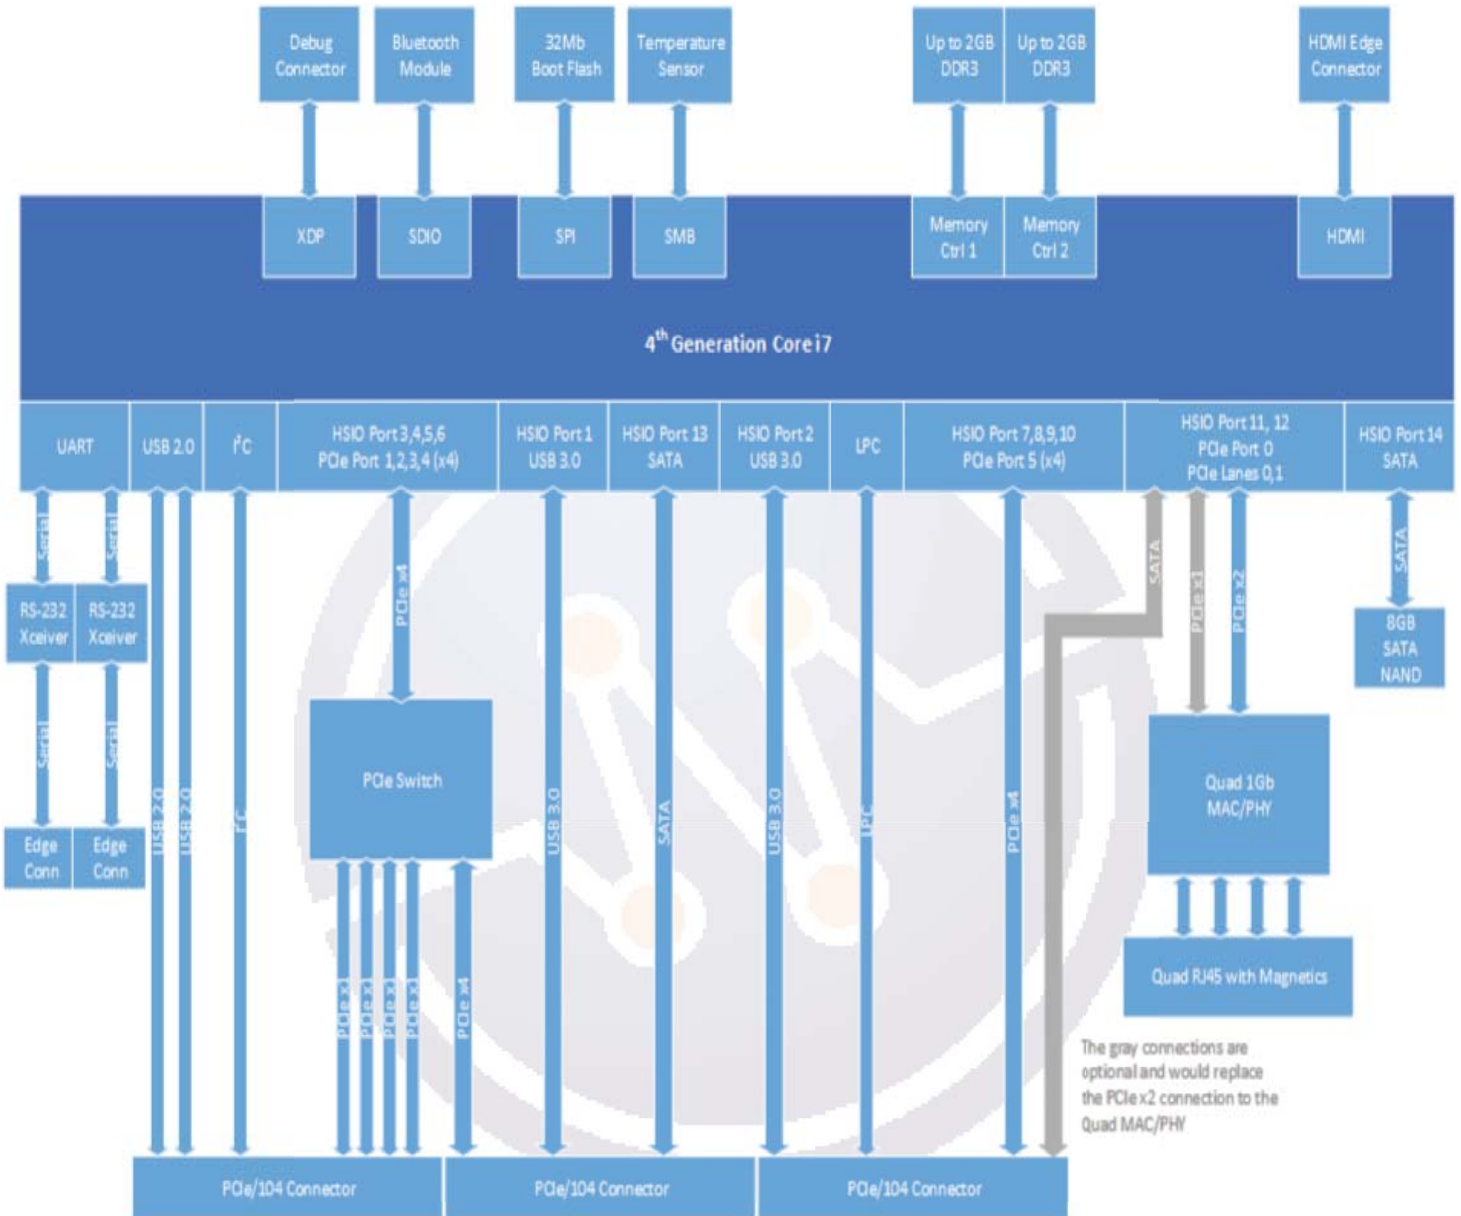 Debug
Connector
Bluetooth
Module
32Mb
Boot Flash
Temperature
Sensor
Up to 2GB
DDR3
Up to 2GB
DDR3
HDMI Edge
Connector
XDP
SDIO
SPI
SMB
Memory
Ctrl 1
Memory
Ctrl 2
HDMI
4th Generation Core i7
UART
USB 2.0
I²C
HSIO Port 3,4,5,6
PCIe Port 1,2,3,4 (x4)
HSIO Port 1
USB 3.0
HSIO Port 13
SATA
HSIO Port 2
USB 3.0
LPC
HSIO Port 7,8,9,10
PCIe Port 5 (x4)
HSIO Port 11, 12
PCIe Port 0
PCIe Lanes 0,1
HSIO Port 14
SATA
Serial
Serial
PCIe x4
SATA
PCIe x1
PCIe x2
SATA
RS-232
Xceiver
RS-232
Xceiver
8GB
SATA
NAND
Serial
Serial
PCIe Switch
Quad 1Gb
MAC/PHY
USB 2.0
USB 2.0
I²C
USB 3.0
SATA
USB 3.0
LPC
PCIe x4
Edge
Conn
Edge
Conn
PCIe x1
PCIe x1
PCIe x1
PCIe x1
PCIe x4
Quad RJ45 with Magnetics
The gray connections are
optional and would replace
the PCIe x2 connection to the
Quad MAC/PHY
PCIe/104 Connector
PCIe/104 Connector
PCIe/104 Connector